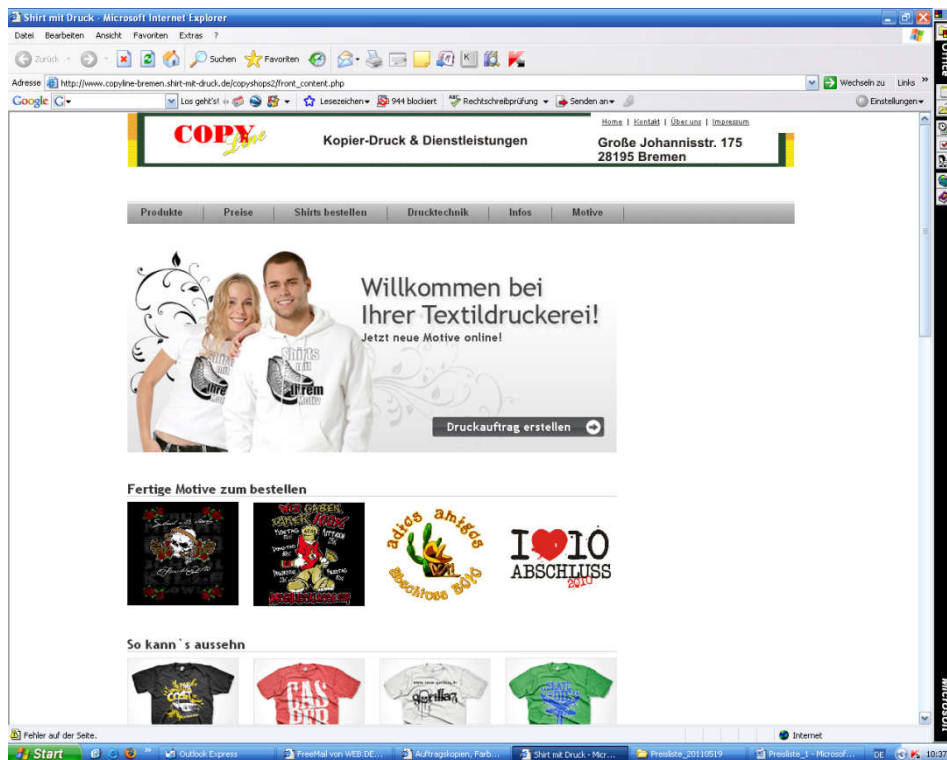 Shirt mit Druck - Microsoft Internet Explorer
Datei Bearbeiten Ansicht Favoriten Extras ?
Zurück Suchen Favoriten
Adresse http://www.copyline-bremen.shirt-mit-druck.de/copyshops2/front_content.php Wechseln zu Links »
Google Los geht's! Lesezeichen 944 blockiert Rechtschreibprüfung Senden an Einstellungen
Home | Kontakt | Über uns | Impressum
COPY Line
Kopier-Druck & Dienstleistungen
Große Johannisstr. 175
28195 Bremen
Produkte Preise Shirts bestellen Drucktechnik Infos Motive
Willkommen bei
Ihrer Textildruckerei!
Jetzt neue Motive online!
Shirts mit Ihrem Motiv
Druckauftrag erstellen
Fertige Motive zum bestellen
adios amigos
abschluss 2010
I 10
ABSCHLUSS
2010
So kann`s aussehn
gorillaz
Fehler auf der Seite. Internet
Start Outlook Express FreeMail von WEB.DE... Auftragskopien, Farb... Shirt mit Druck - Micr... Preisliste_20110519 Preisliste_1 - Microsof... DE 10:37